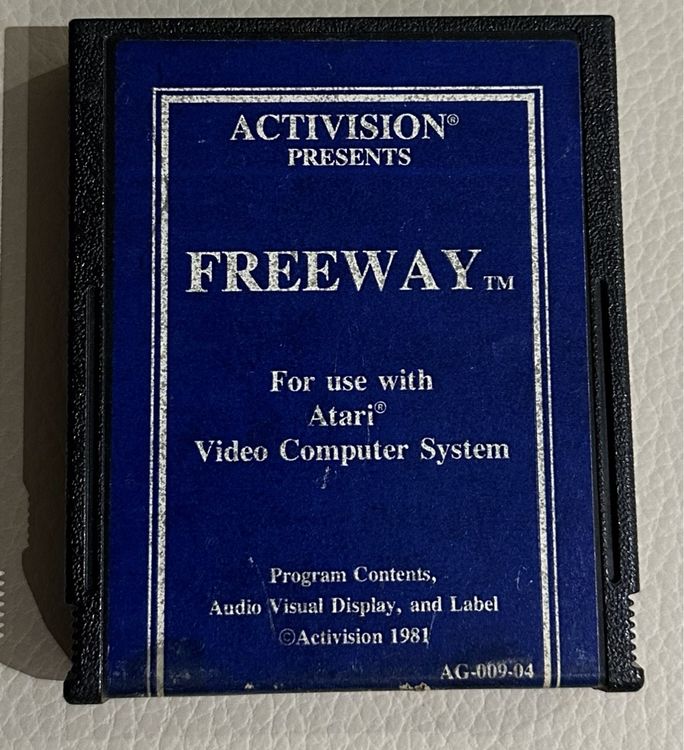 ACTIVISION®
PRESENTS
FREEWAY™
For use with
Atari®
Video Computer System
Program Contents,
Audio Visual Display, and Label
©Activision 1981
AG-009-04